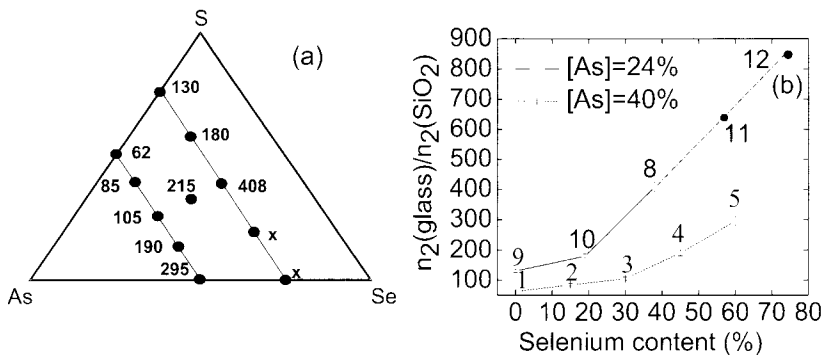 S
(a)
130
180
62
85
215
408
105
x
190
295
x
As
Se
900
800
700
600
500
400
300
200
100
n₂(glass)/n₂(SiO₂)
[As]=24%
[As]=40%
12
(b)
11
8
5
9
10
4
1
2
3
0 10 20 30 40 50 60 70 80
Selenium content (%)